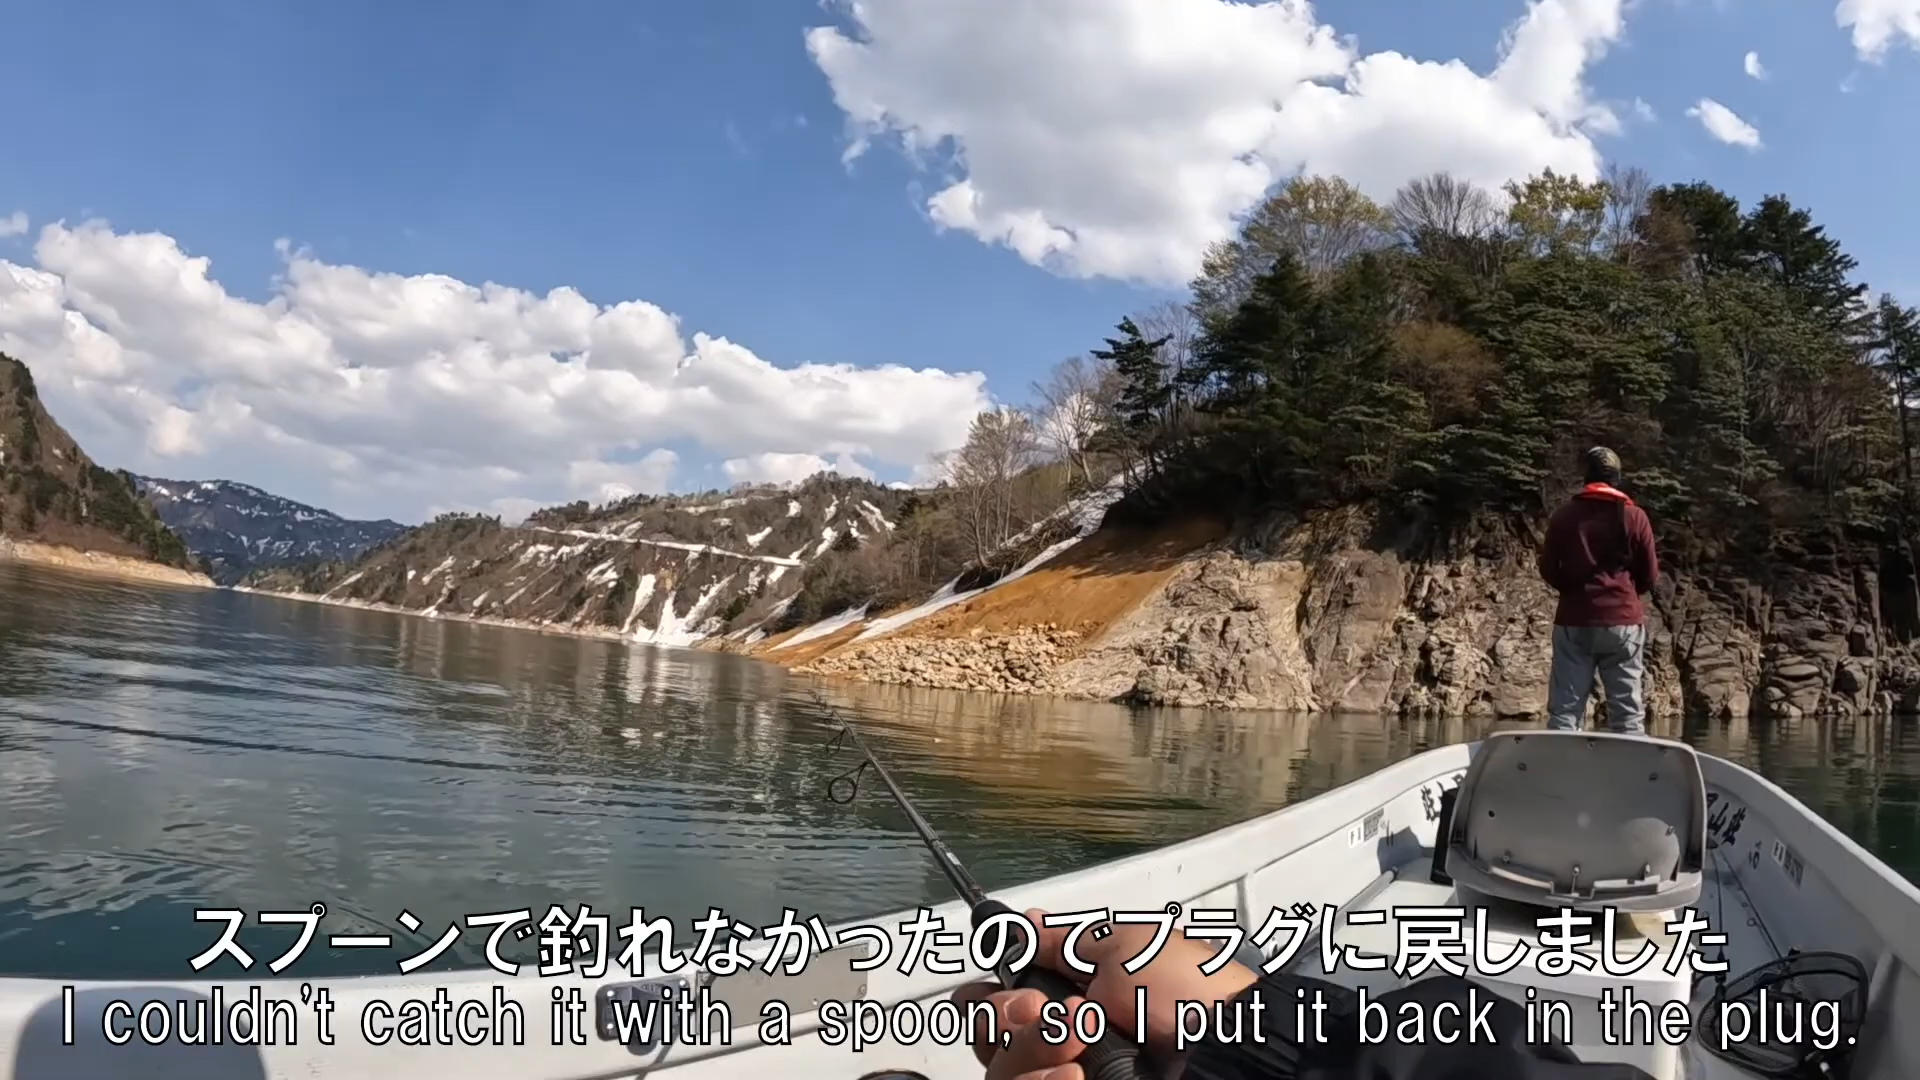 スプーンで釣れなかったのでプラグに戻しました
I couldn't catch it with a spoon, so I put it back in the plug.